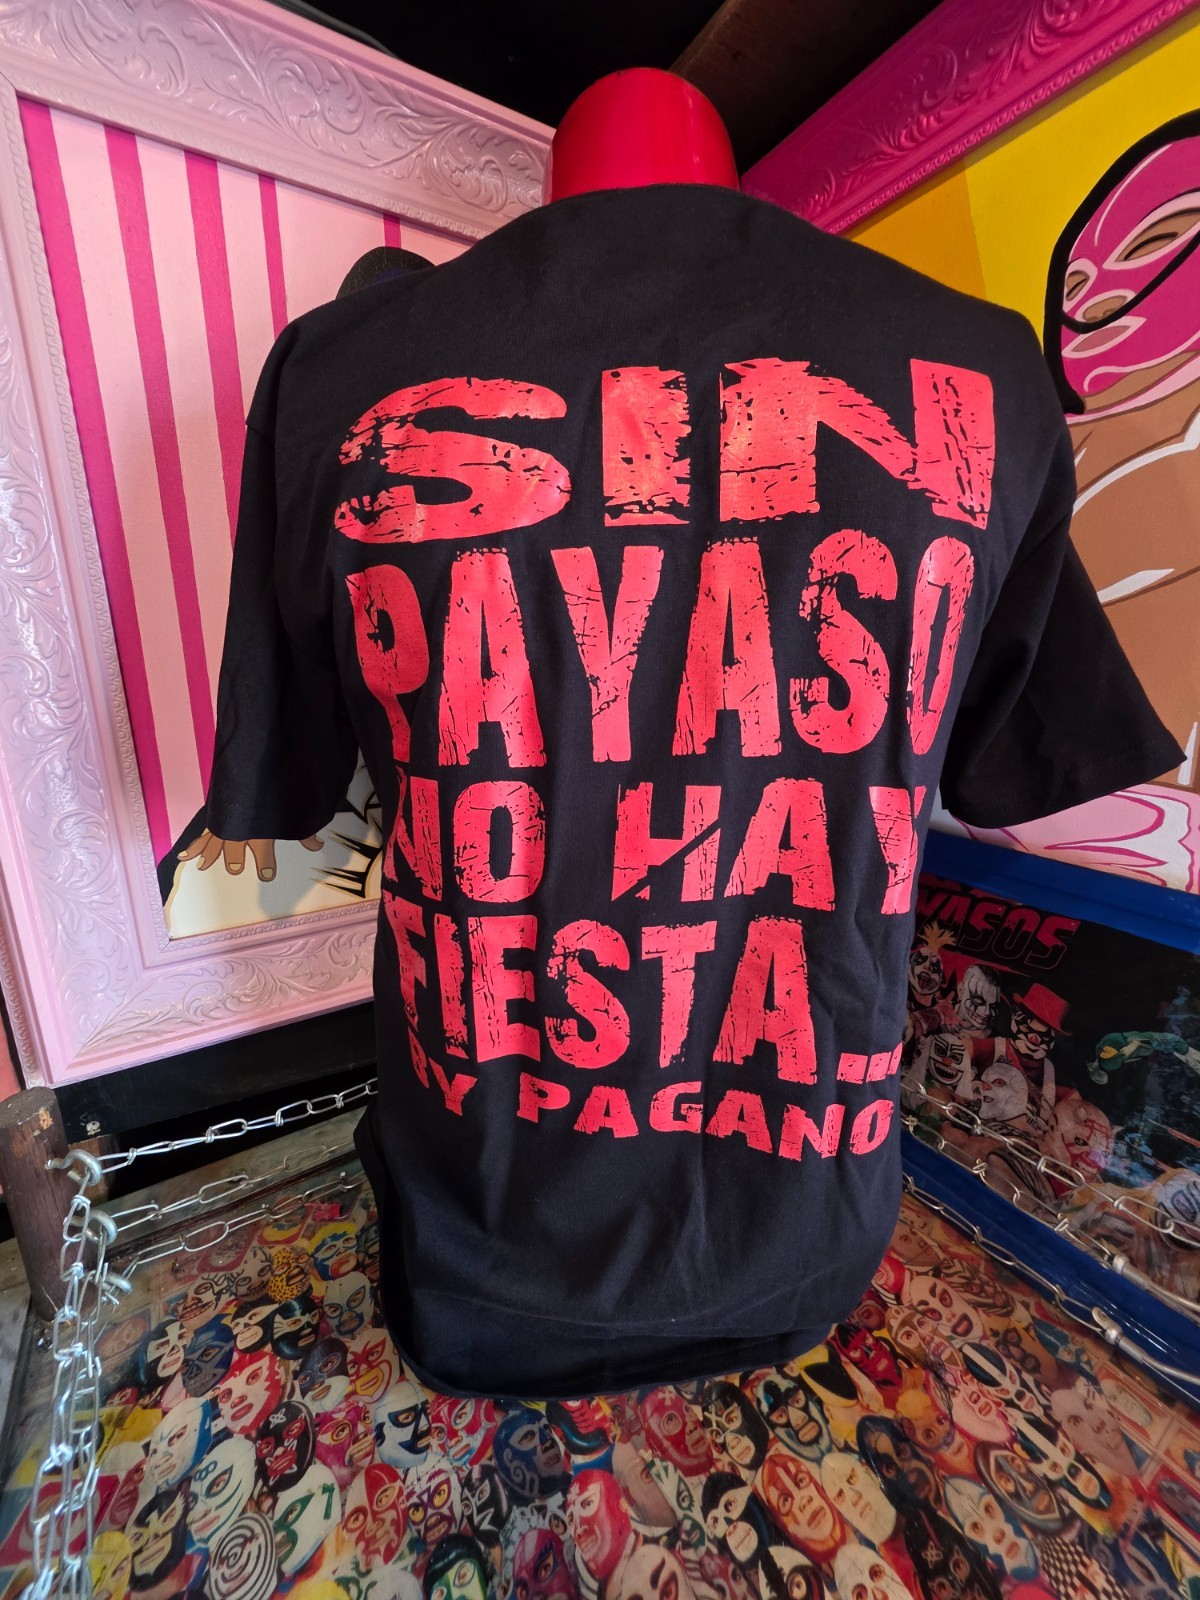 SIN
PAYASO
NO HAY
FIESTA...
BY PAGANO